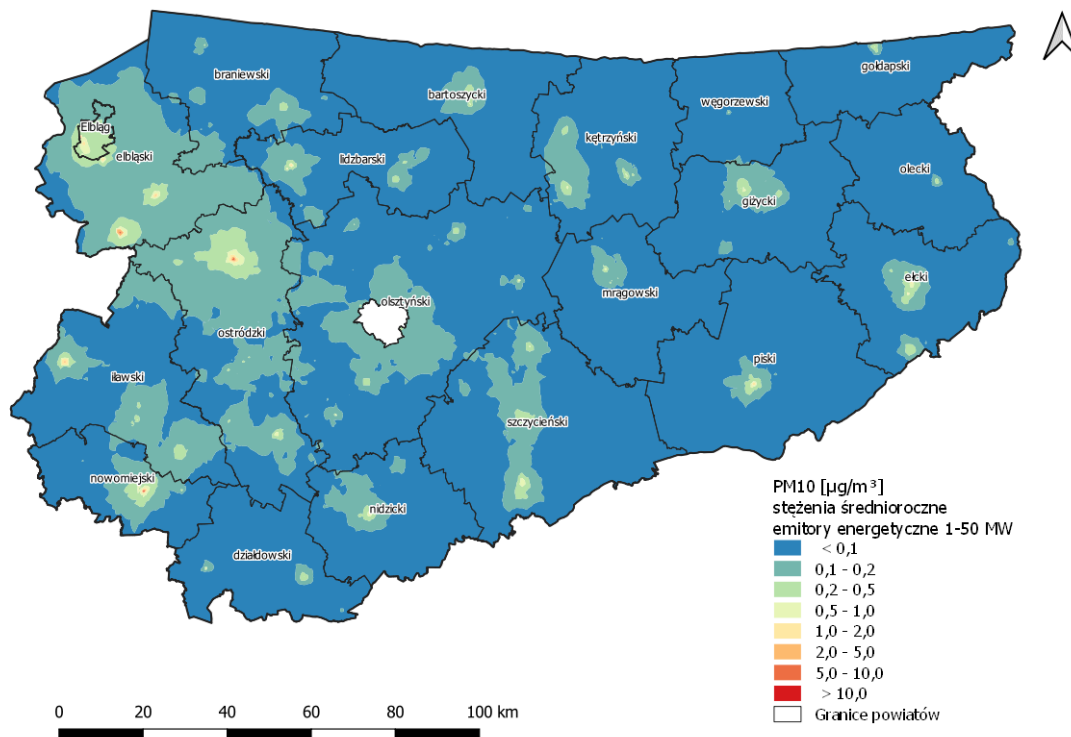 gołdapski
braniewski
bartoszycki
węgorzewski
Elbląg
kętrzyński
elbląski
lidzbarski
olecki
giżycki
ełcki
mrągowski
olsztyński
ostródzki
piski
iławski
szczycieński
nowomiejski
nidzicki
działdowski
PM10 [µg/m³]
stężenia średnioroczne
emitory energetyczne 1-50 MW
< 0,1
0,1 - 0,2
0,2 - 0,5
0,5 - 1,0
1,0 - 2,0
2,0 - 5,0
5,0 - 10,0
> 10,0
Granice powiatów
0 20 40 60 80 100 km